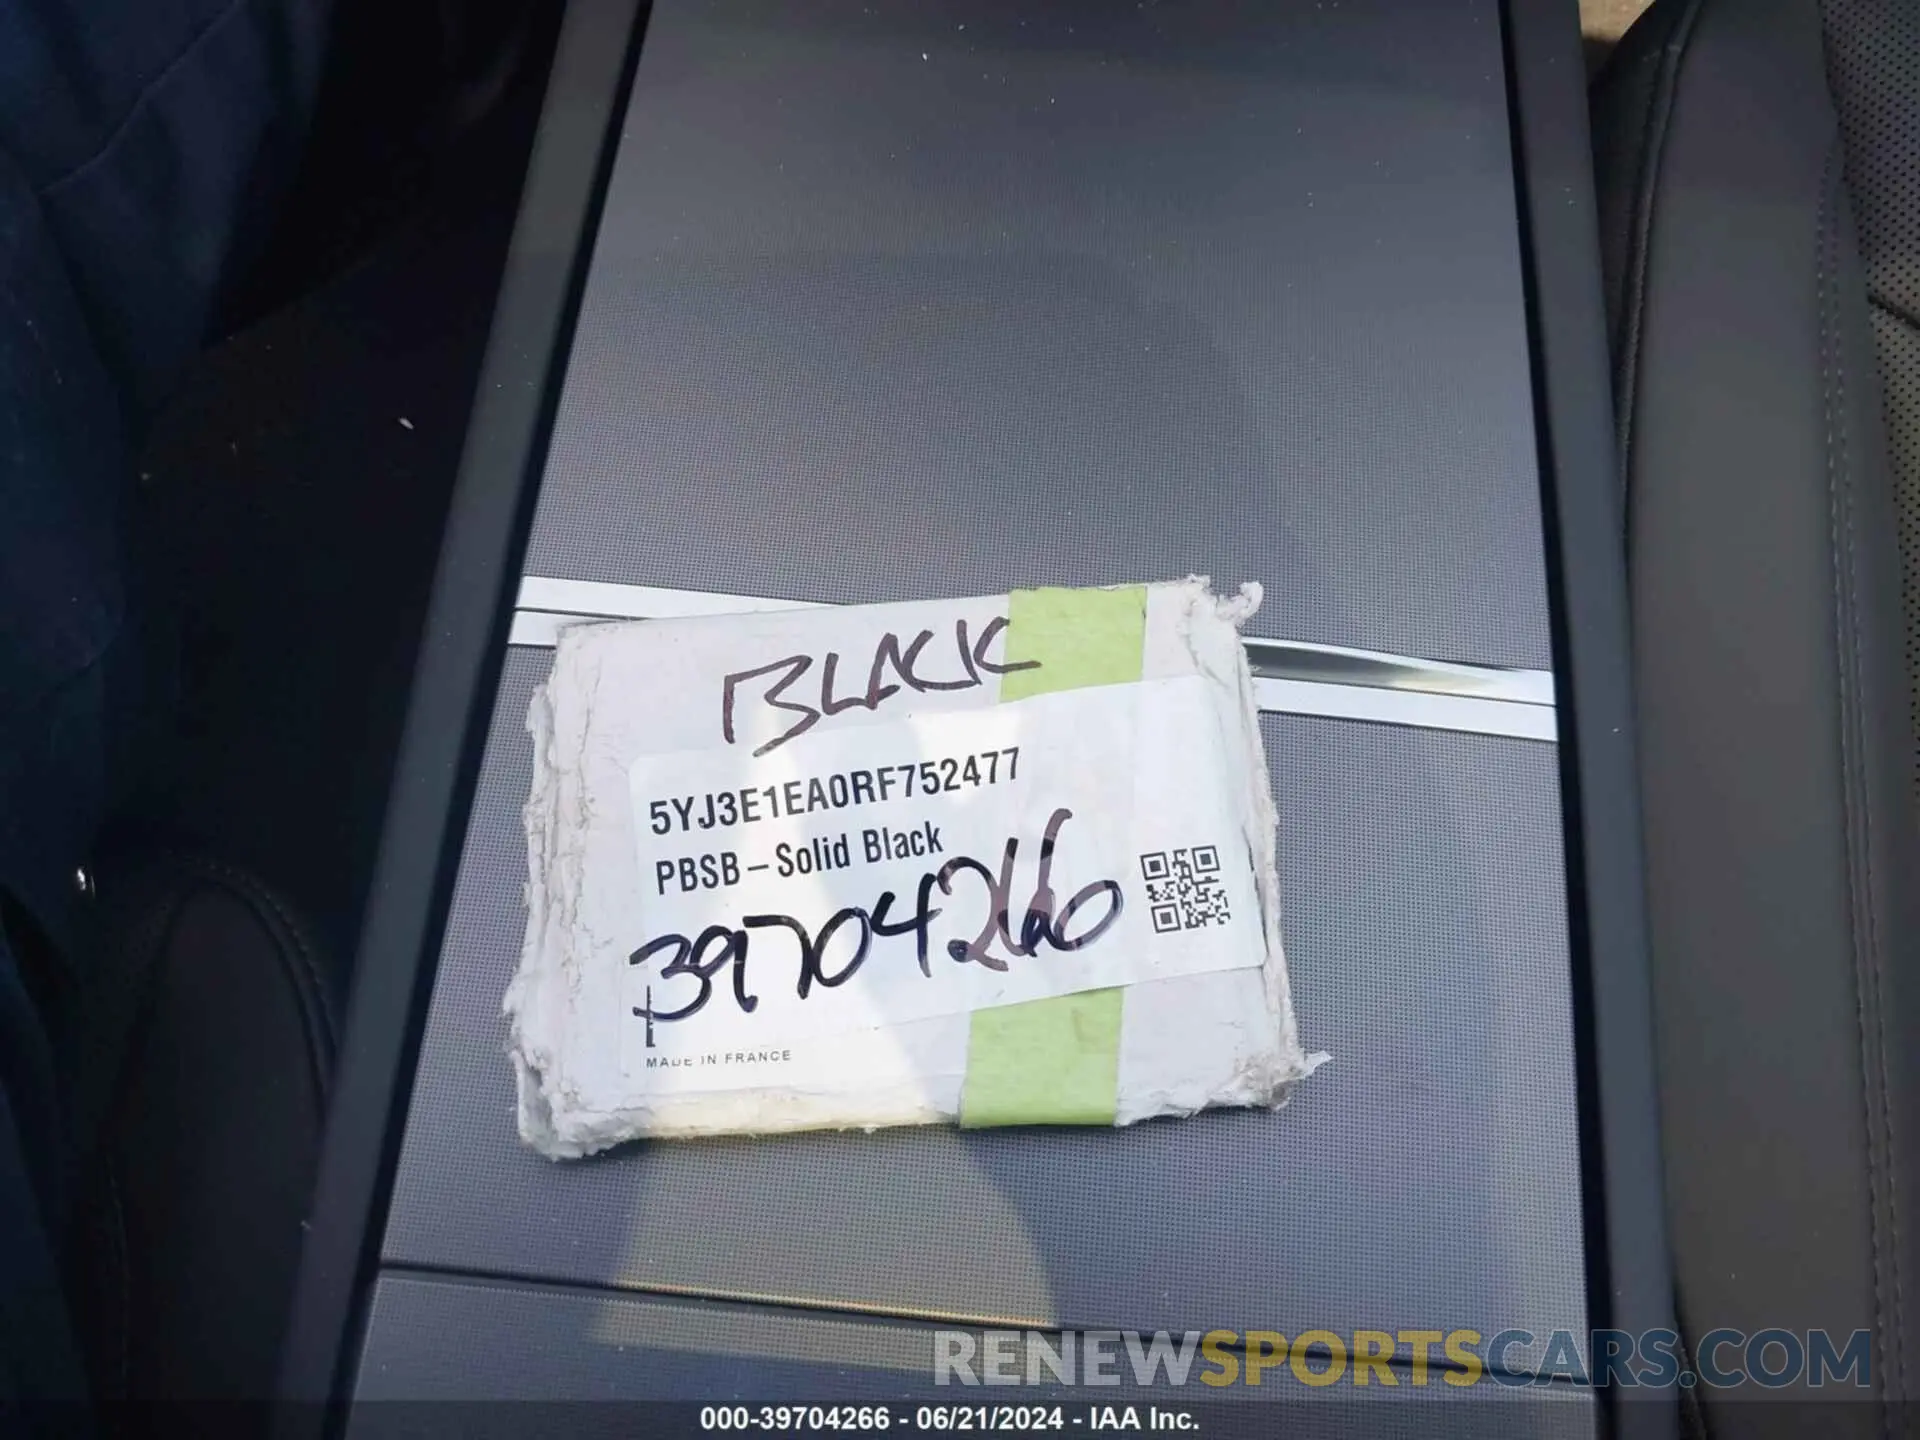 BLACK
5YJ3E1EA0RF752477
PBSB – Solid Black
39704266
MADE IN FRANCE
RENEWSPORTSCARS.COM
000-39704266 - 06/21/2024 - IAA Inc.